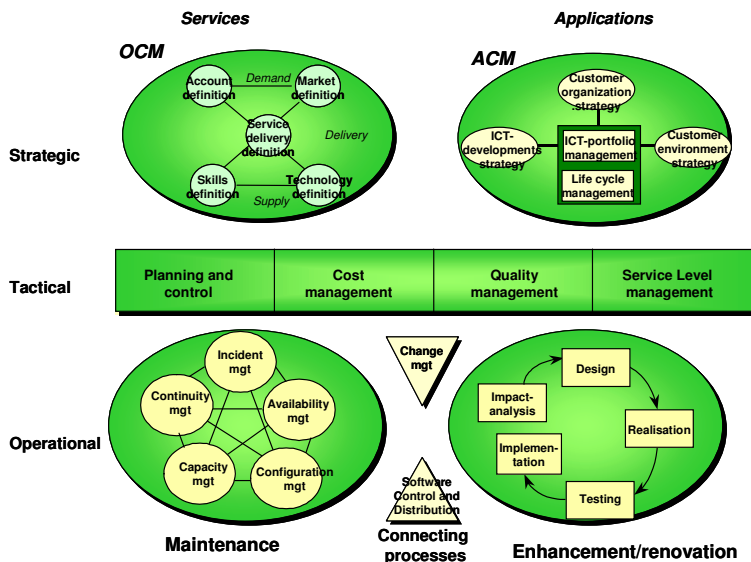 Services
Applications
OCM
ACM
Account
definition
Demand
Market
definition
Service
delivery
definition
Delivery
Skills
definition
Technology
definition
Supply
Customer
organization
strategy
ICT-
developments
strategy
ICT-portfolio
management
Customer
environment
strategy
Life cycle
management
Strategic
Tactical
Planning and
control
Cost
management
Quality
management
Service Level
management
Operational
Incident
mgt
Continuity
mgt
Availability
mgt
Capacity
mgt
Configuration
mgt
Change
mgt
Software
Control and
Distribution
Design
Impact-
analysis
Realisation
Implemen-
tation
Testing
Maintenance
Connecting
processes
Enhancement/renovation